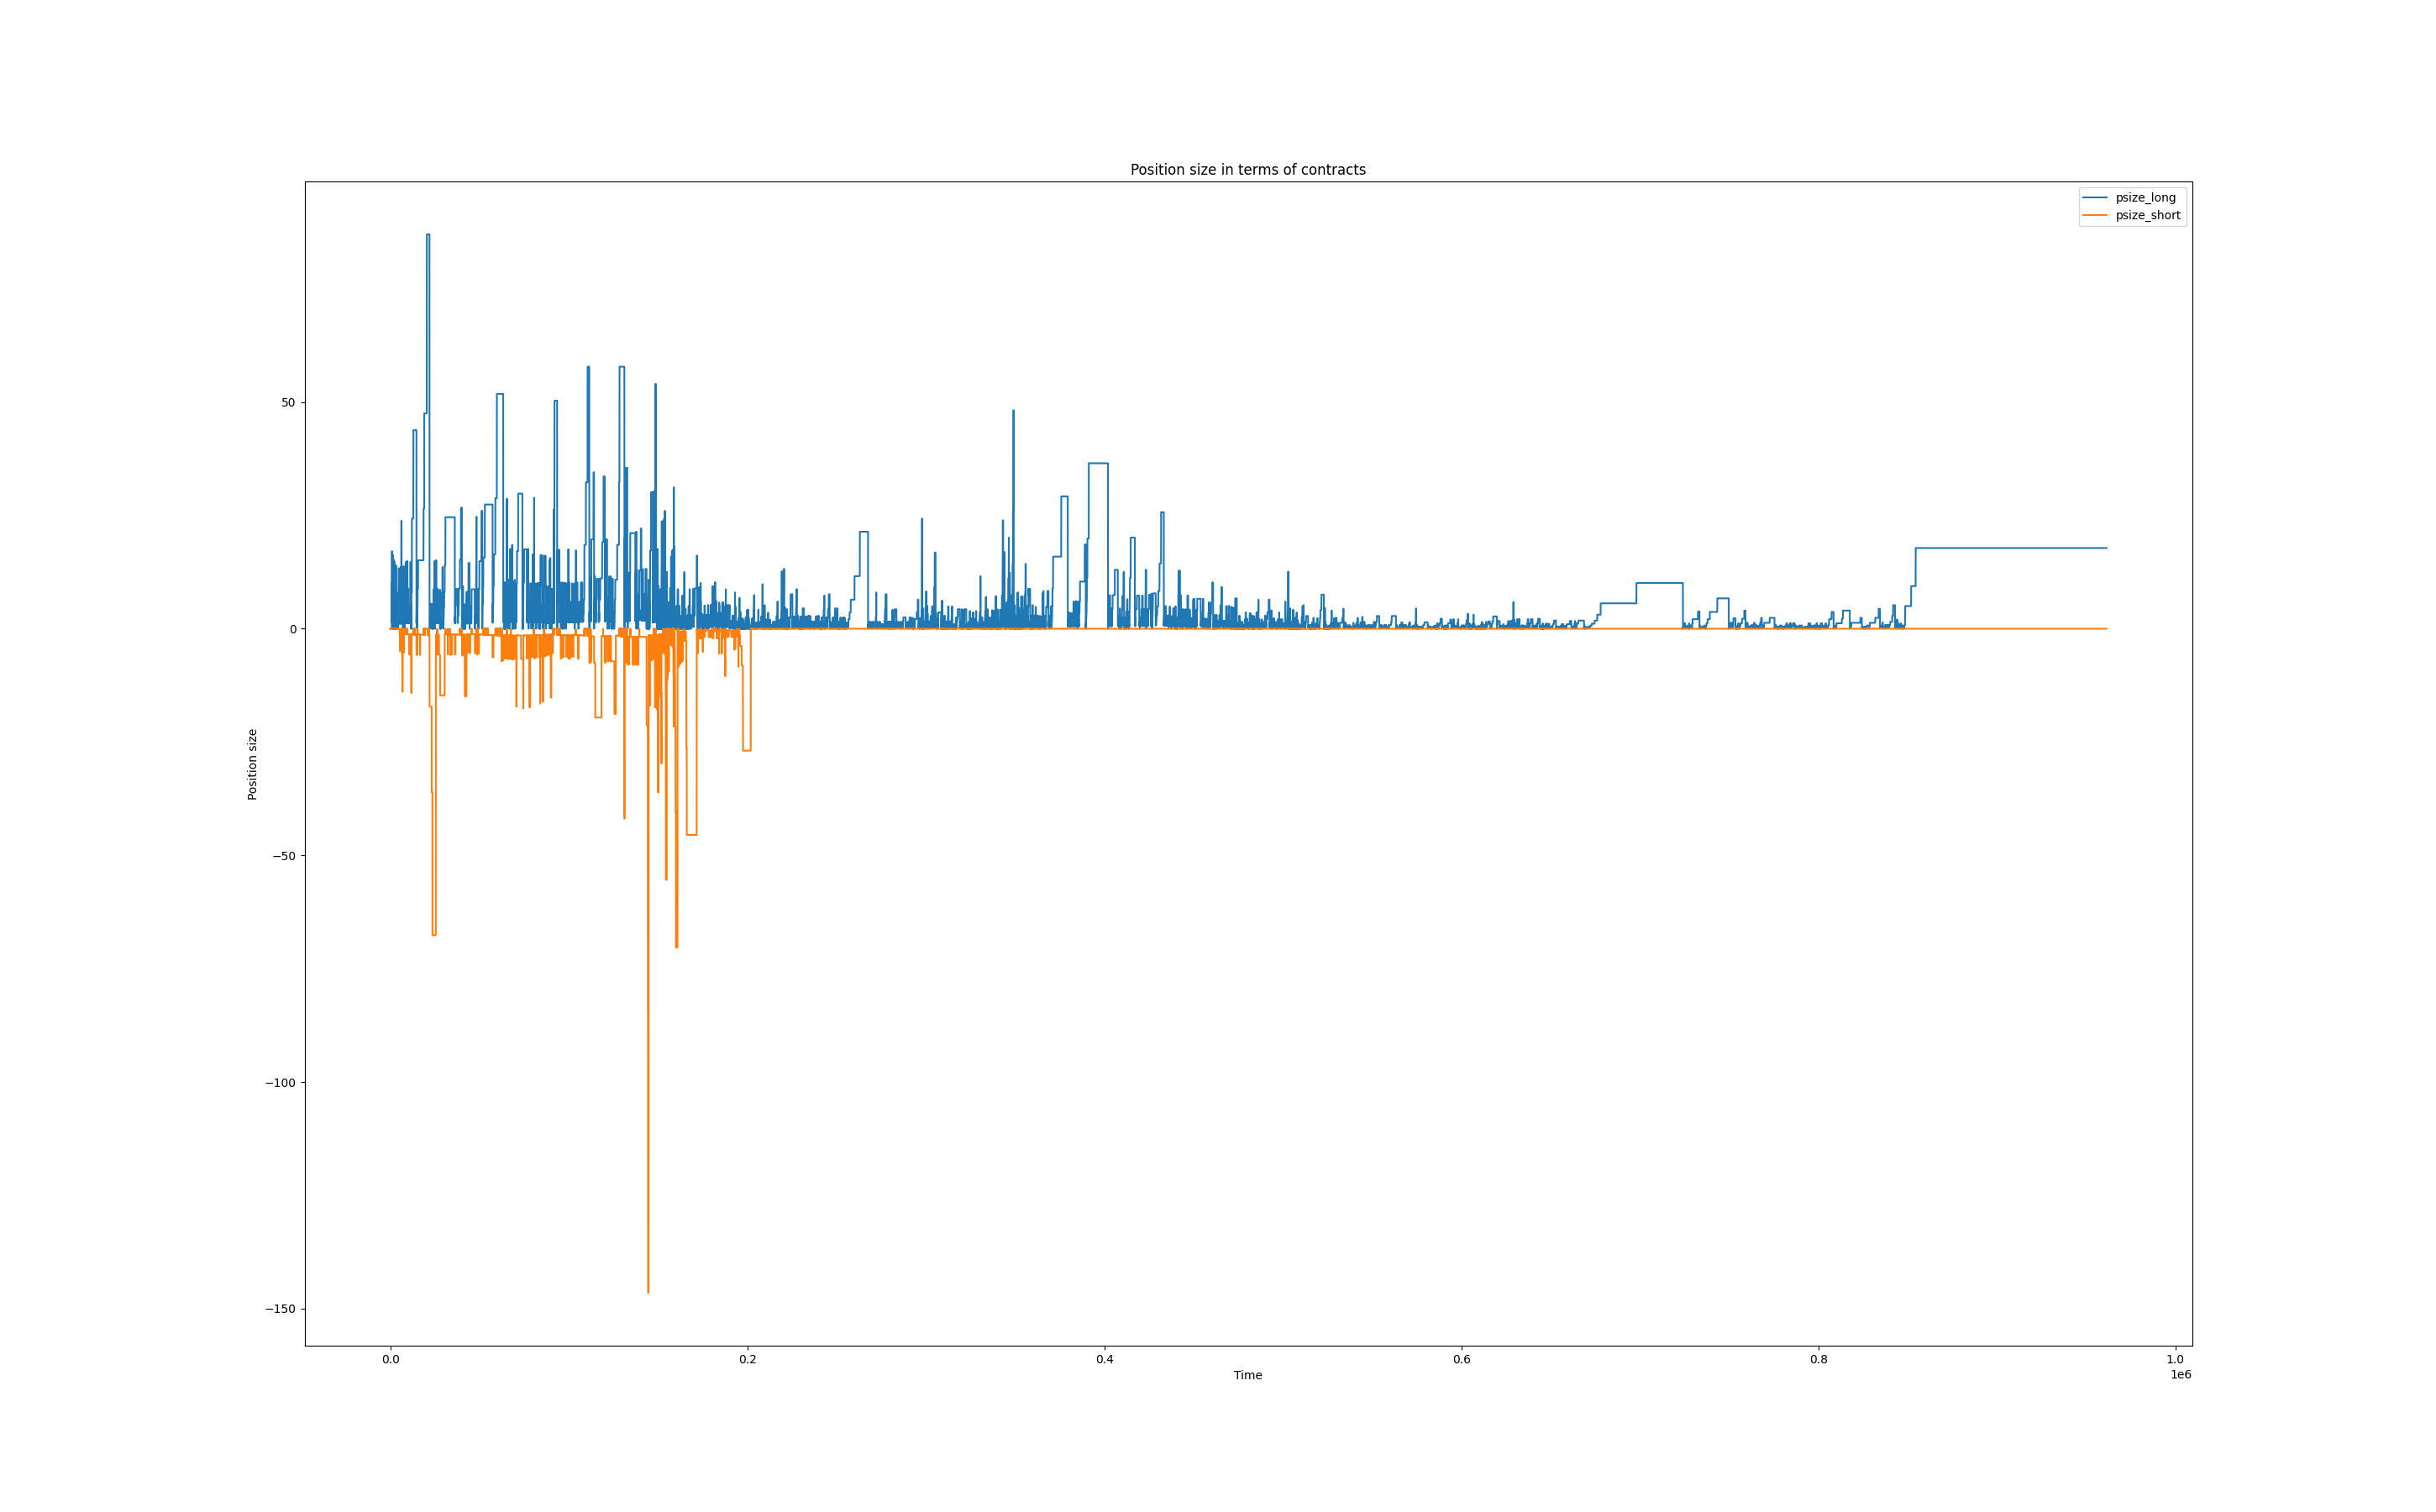 Position size in terms of contracts
psize_long
psize_short
Position size
50
0
−50
−100
−150
0.0
0.2
0.4
0.6
0.8
1.0
1e6
Time